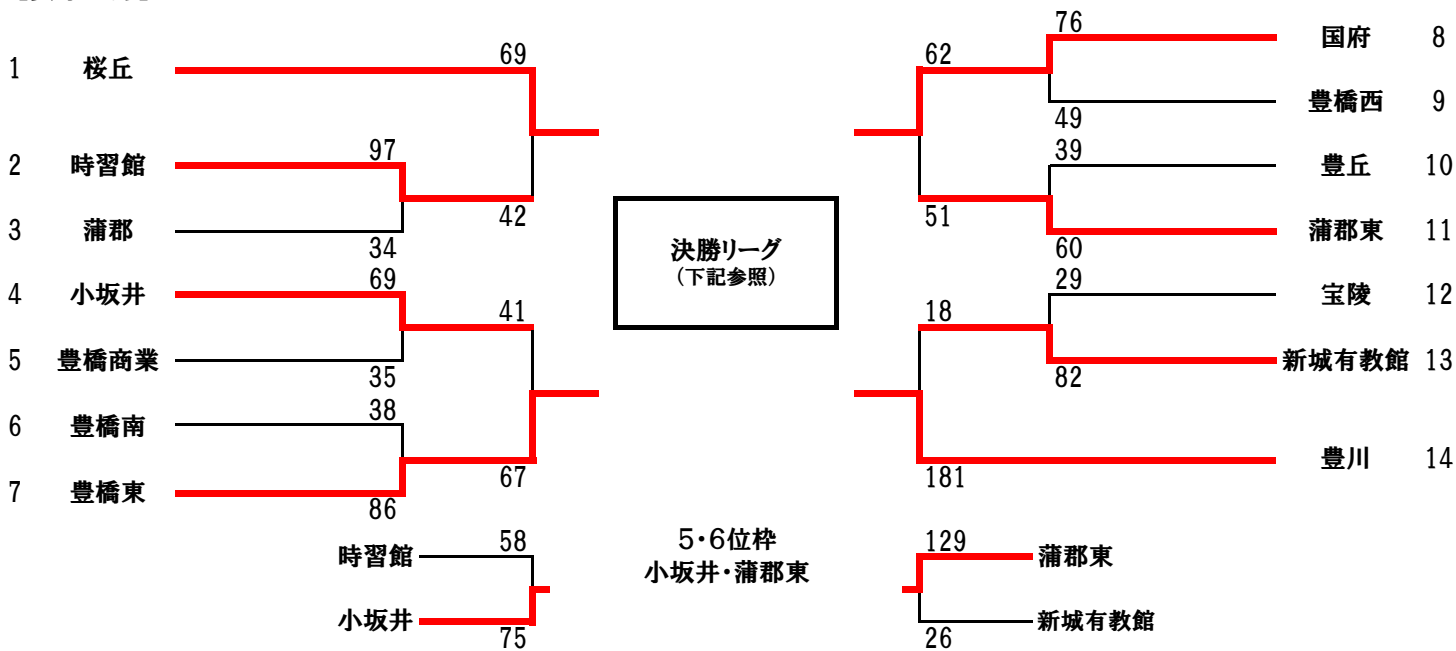 1 桜丘 69
2 時習館 97
42
3 蒲郡 34
4 小坂井 69
41
5 豊橋商業 35
6 豊橋南 38
67
7 豊橋東 86
決勝リーグ
(下記参照)
76 国府 8
62
49 豊橋西 9
39 豊丘 10
51
60 蒲郡東 11
29 宝陵 12
18
82 新城有教館 13
181 豊川 14
時習館 58
小坂井 75
5・6位枠
小坂井・蒲郡東
129 蒲郡東
26 新城有教館